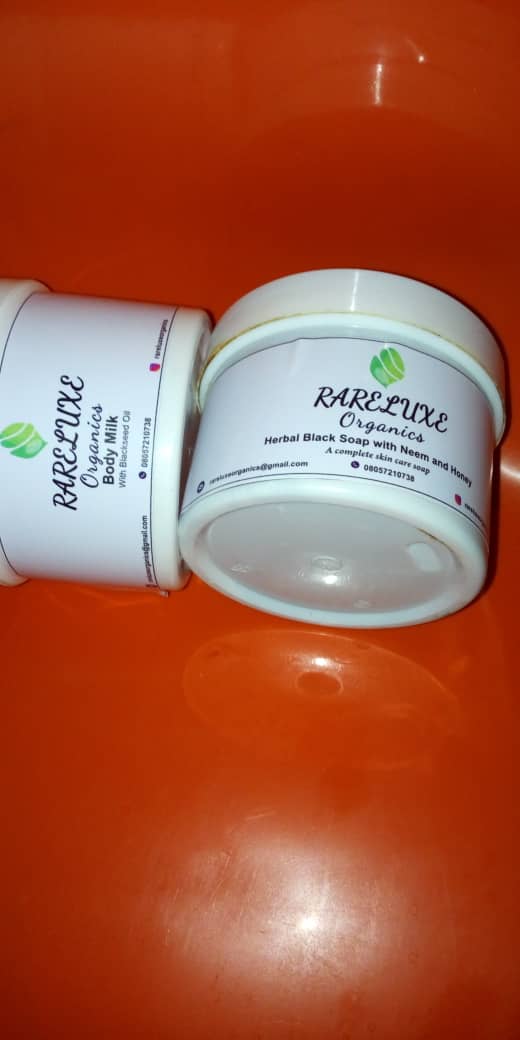 RARELUXE
Organics
Body Milk
With Blackseed Oil
08057210738
rareluxeorganics
RARELUXE
Organics
Herbal Black Soap with Neem and Honey
A complete skin care soap
rareluxeorganics@gmail.com
08057210738